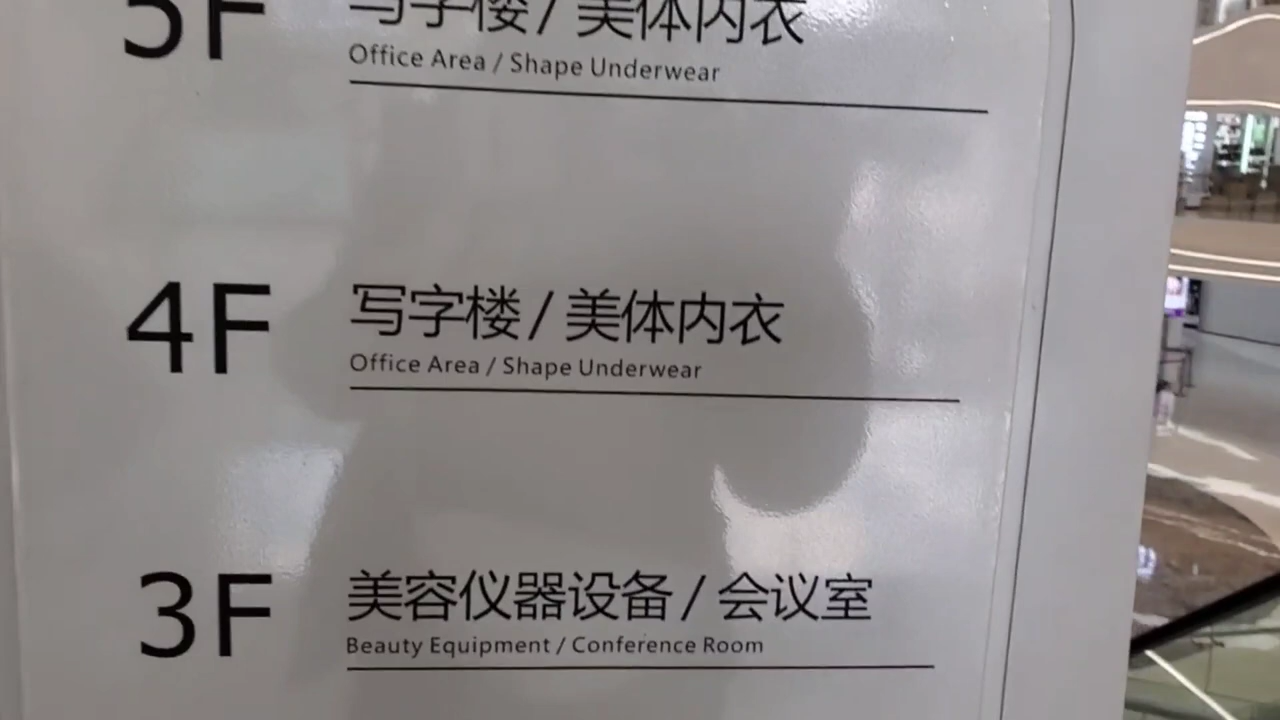 5F 写字楼 / 美体内衣
Office Area / Shape Underwear
4F 写字楼 / 美体内衣
Office Area / Shape Underwear
3F 美容仪器设备 / 会议室
Beauty Equipment / Conference Room